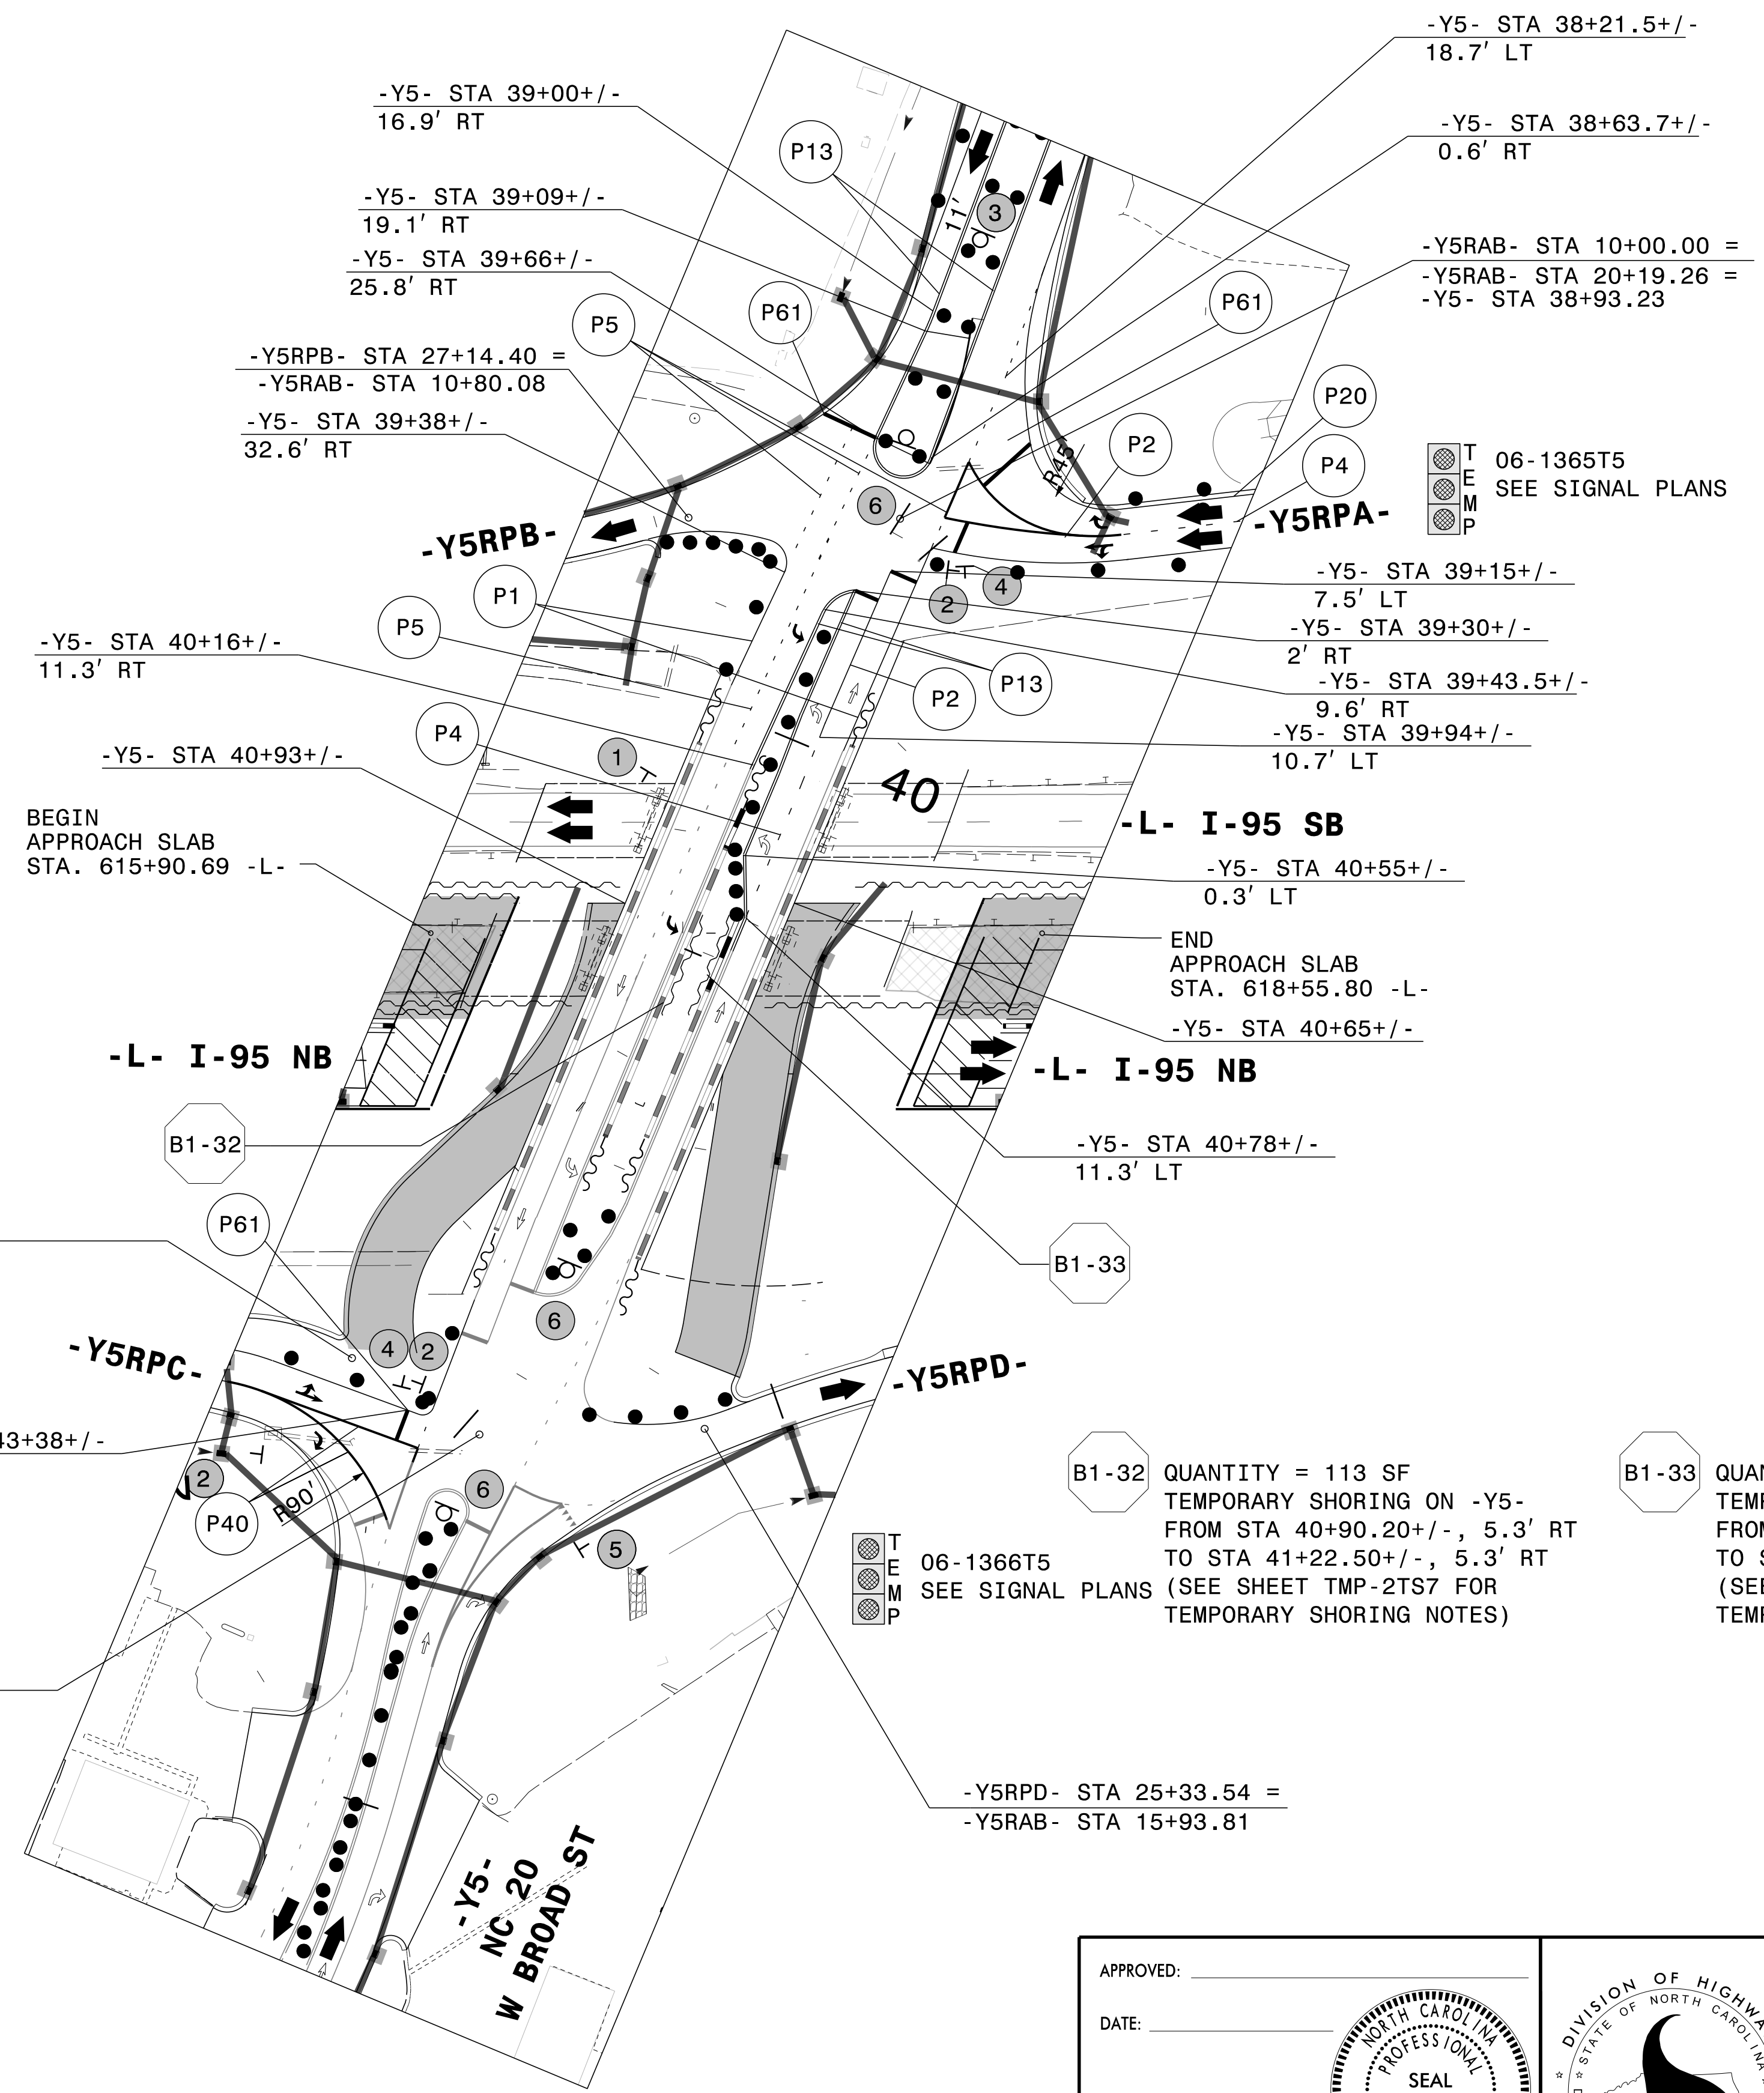 -Y5- STA 38+21.5+/-
18.7' LT
-Y5- STA 39+00+/-
16.9' RT
-Y5- STA 38+63.7+/-
0.6' RT
P13
11'
3
-Y5- STA 39+09+/-
19.1' RT
-Y5- STA 39+66+/-
25.8' RT
-Y5RAB- STA 10+00.00 =
-Y5RAB- STA 20+19.26 =
-Y5- STA 38+93.23
P61
P61
P5
-Y5RPB- STA 27+14.40 =
-Y5RAB- STA 10+80.08
-Y5- STA 39+38+/-
32.6' RT
P20
P2
P4
R45'
6
TEMP
06-1365T5
SEE SIGNAL PLANS
-Y5RPB-
-Y5RPA-
P1
P5
2
4
-Y5- STA 39+15+/-
7.5' LT
-Y5- STA 39+30+/-
2' RT
-Y5- STA 40+16+/-
11.3' RT
P2
P13
-Y5- STA 39+43.5+/-
9.6' RT
P4
-Y5- STA 39+94+/-
10.7' LT
-Y5- STA 40+93+/-
1
40
BEGIN
APPROACH SLAB
STA. 615+90.69 -L-
-L- I-95 SB
-Y5- STA 40+55+/-
0.3' LT
END
APPROACH SLAB
STA. 618+55.80 -L-
-Y5- STA 40+65+/-
-L- I-95 NB
-L- I-95 NB
B1-32
-Y5- STA 40+78+/-
11.3' LT
P61
B1-33
6
4
2
-Y5RPC-
-Y5RPD-
43+38+/-
2
P40
R90'
6
5
TEMP
06-1366T5
SEE SIGNAL PLANS
B1-32
QUANTITY = 113 SF
TEMPORARY SHORING ON -Y5-
FROM STA 40+90.20+/-, 5.3' RT
TO STA 41+22.50+/-, 5.3' RT
(SEE SHEET TMP-2TS7 FOR
TEMPORARY SHORING NOTES)
B1-33
QUAN
TEMP
FROM
TO S
(SEE
TEMP
-Y5RPD- STA 25+33.54 =
-Y5RAB- STA 15+93.81
-Y5-
NC 20
W BROAD ST
APPROVED:
DATE:
NORTH CAROLINA
PROFESSIONAL
SEAL
DIVISION OF HIGHWA
STATE OF NORTH CAROLINA